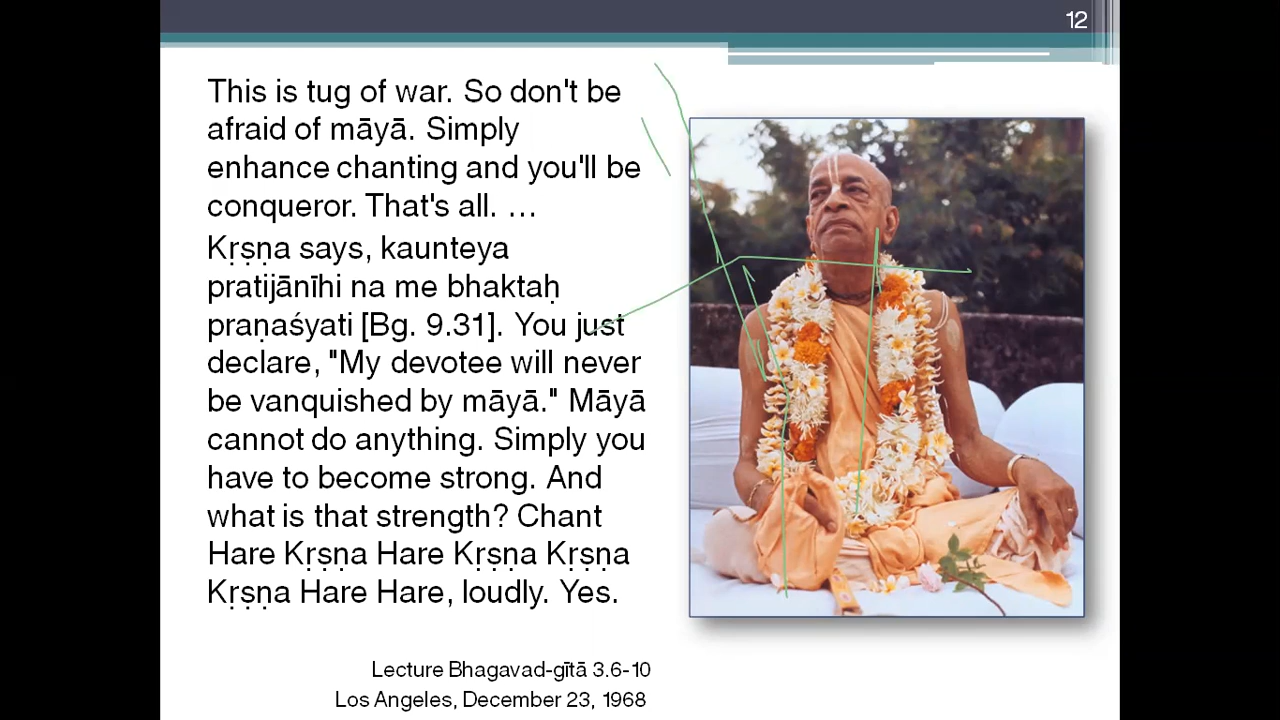 12
This is tug of war. So don't be
afraid of māyā. Simply
enhance chanting and you'll be
conqueror. That's all. …
Kṛṣṇa says, kaunteya
pratijānīhi na me bhaktaḥ
praṇaśyati [Bg. 9.31]. You just
declare, "My devotee will never
be vanquished by māyā." Māyā
cannot do anything. Simply you
have to become strong. And
what is that strength? Chant
Hare Kṛṣṇa Hare Kṛṣṇa Kṛṣṇa
Kṛṣṇa Hare Hare, loudly. Yes.
Lecture Bhagavad-gītā 3.6-10
Los Angeles, December 23, 1968